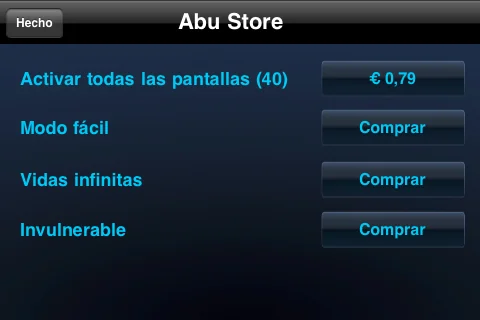 Hecho
Abu Store
Activar todas las pantallas (40)
€ 0,79
Modo fácil
Comprar
Vidas infinitas
Comprar
Invulnerable
Comprar